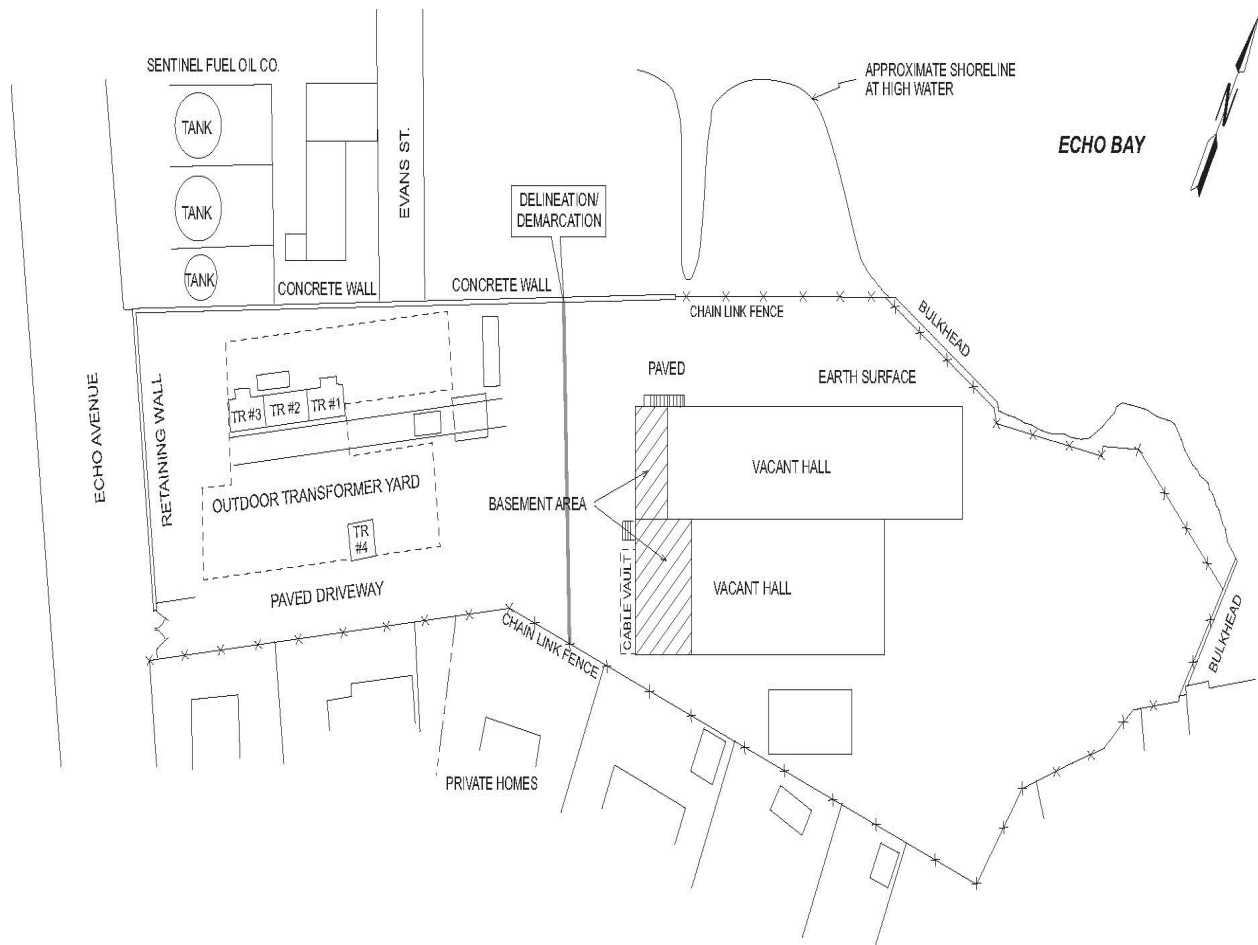 SENTINEL FUEL OIL CO.
TANK
TANK
TANK
EVANS ST.
APPROXIMATE SHORELINE
AT HIGH WATER
N
ECHO BAY
DELINEATION/
DEMARCATION
CONCRETE WALL
CONCRETE WALL
CHAIN LINK FENCE
BULKHEAD
ECHO AVENUE
RETAINING WALL
TR #3
TR #2
TR #1
PAVED
EARTH SURFACE
OUTDOOR TRANSFORMER YARD
TR
#4
BASEMENT AREA
VACANT HALL
VACANT HALL
CABLE VAULT
PAVED DRIVEWAY
CHAIN LINK FENCE
BULKHEAD
PRIVATE HOMES